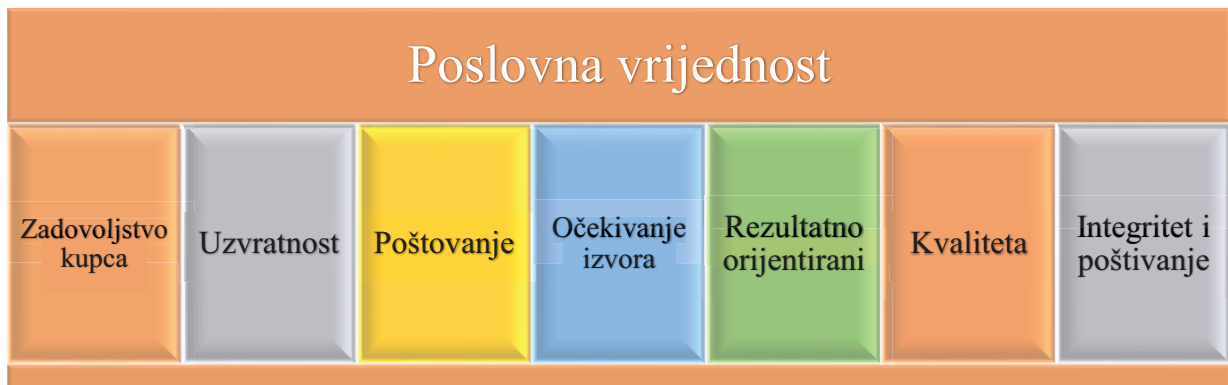 Poslovna vrijednost
Zadovoljstvo
kupca
Uzvratnost
Poštovanje
Očekivanje
izvora
Rezultatno
orijentirani
Kvaliteta
Integritet i
poštivanje